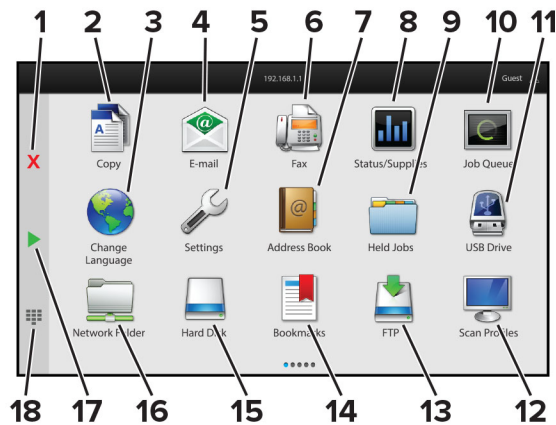 1 2 3 4 5 6 7 8 9 10 11
192.168.1.1
Guest
A
@
X
Copy
E-mail
Fax
Status/Supplies
Job Queue
@
Change
Language
Settings
Address Book
Held Jobs
USB Drive
Network Folder
Hard Disk
Bookmarks
FTP
Scan Profiles
18 17 16 15 14 13 12